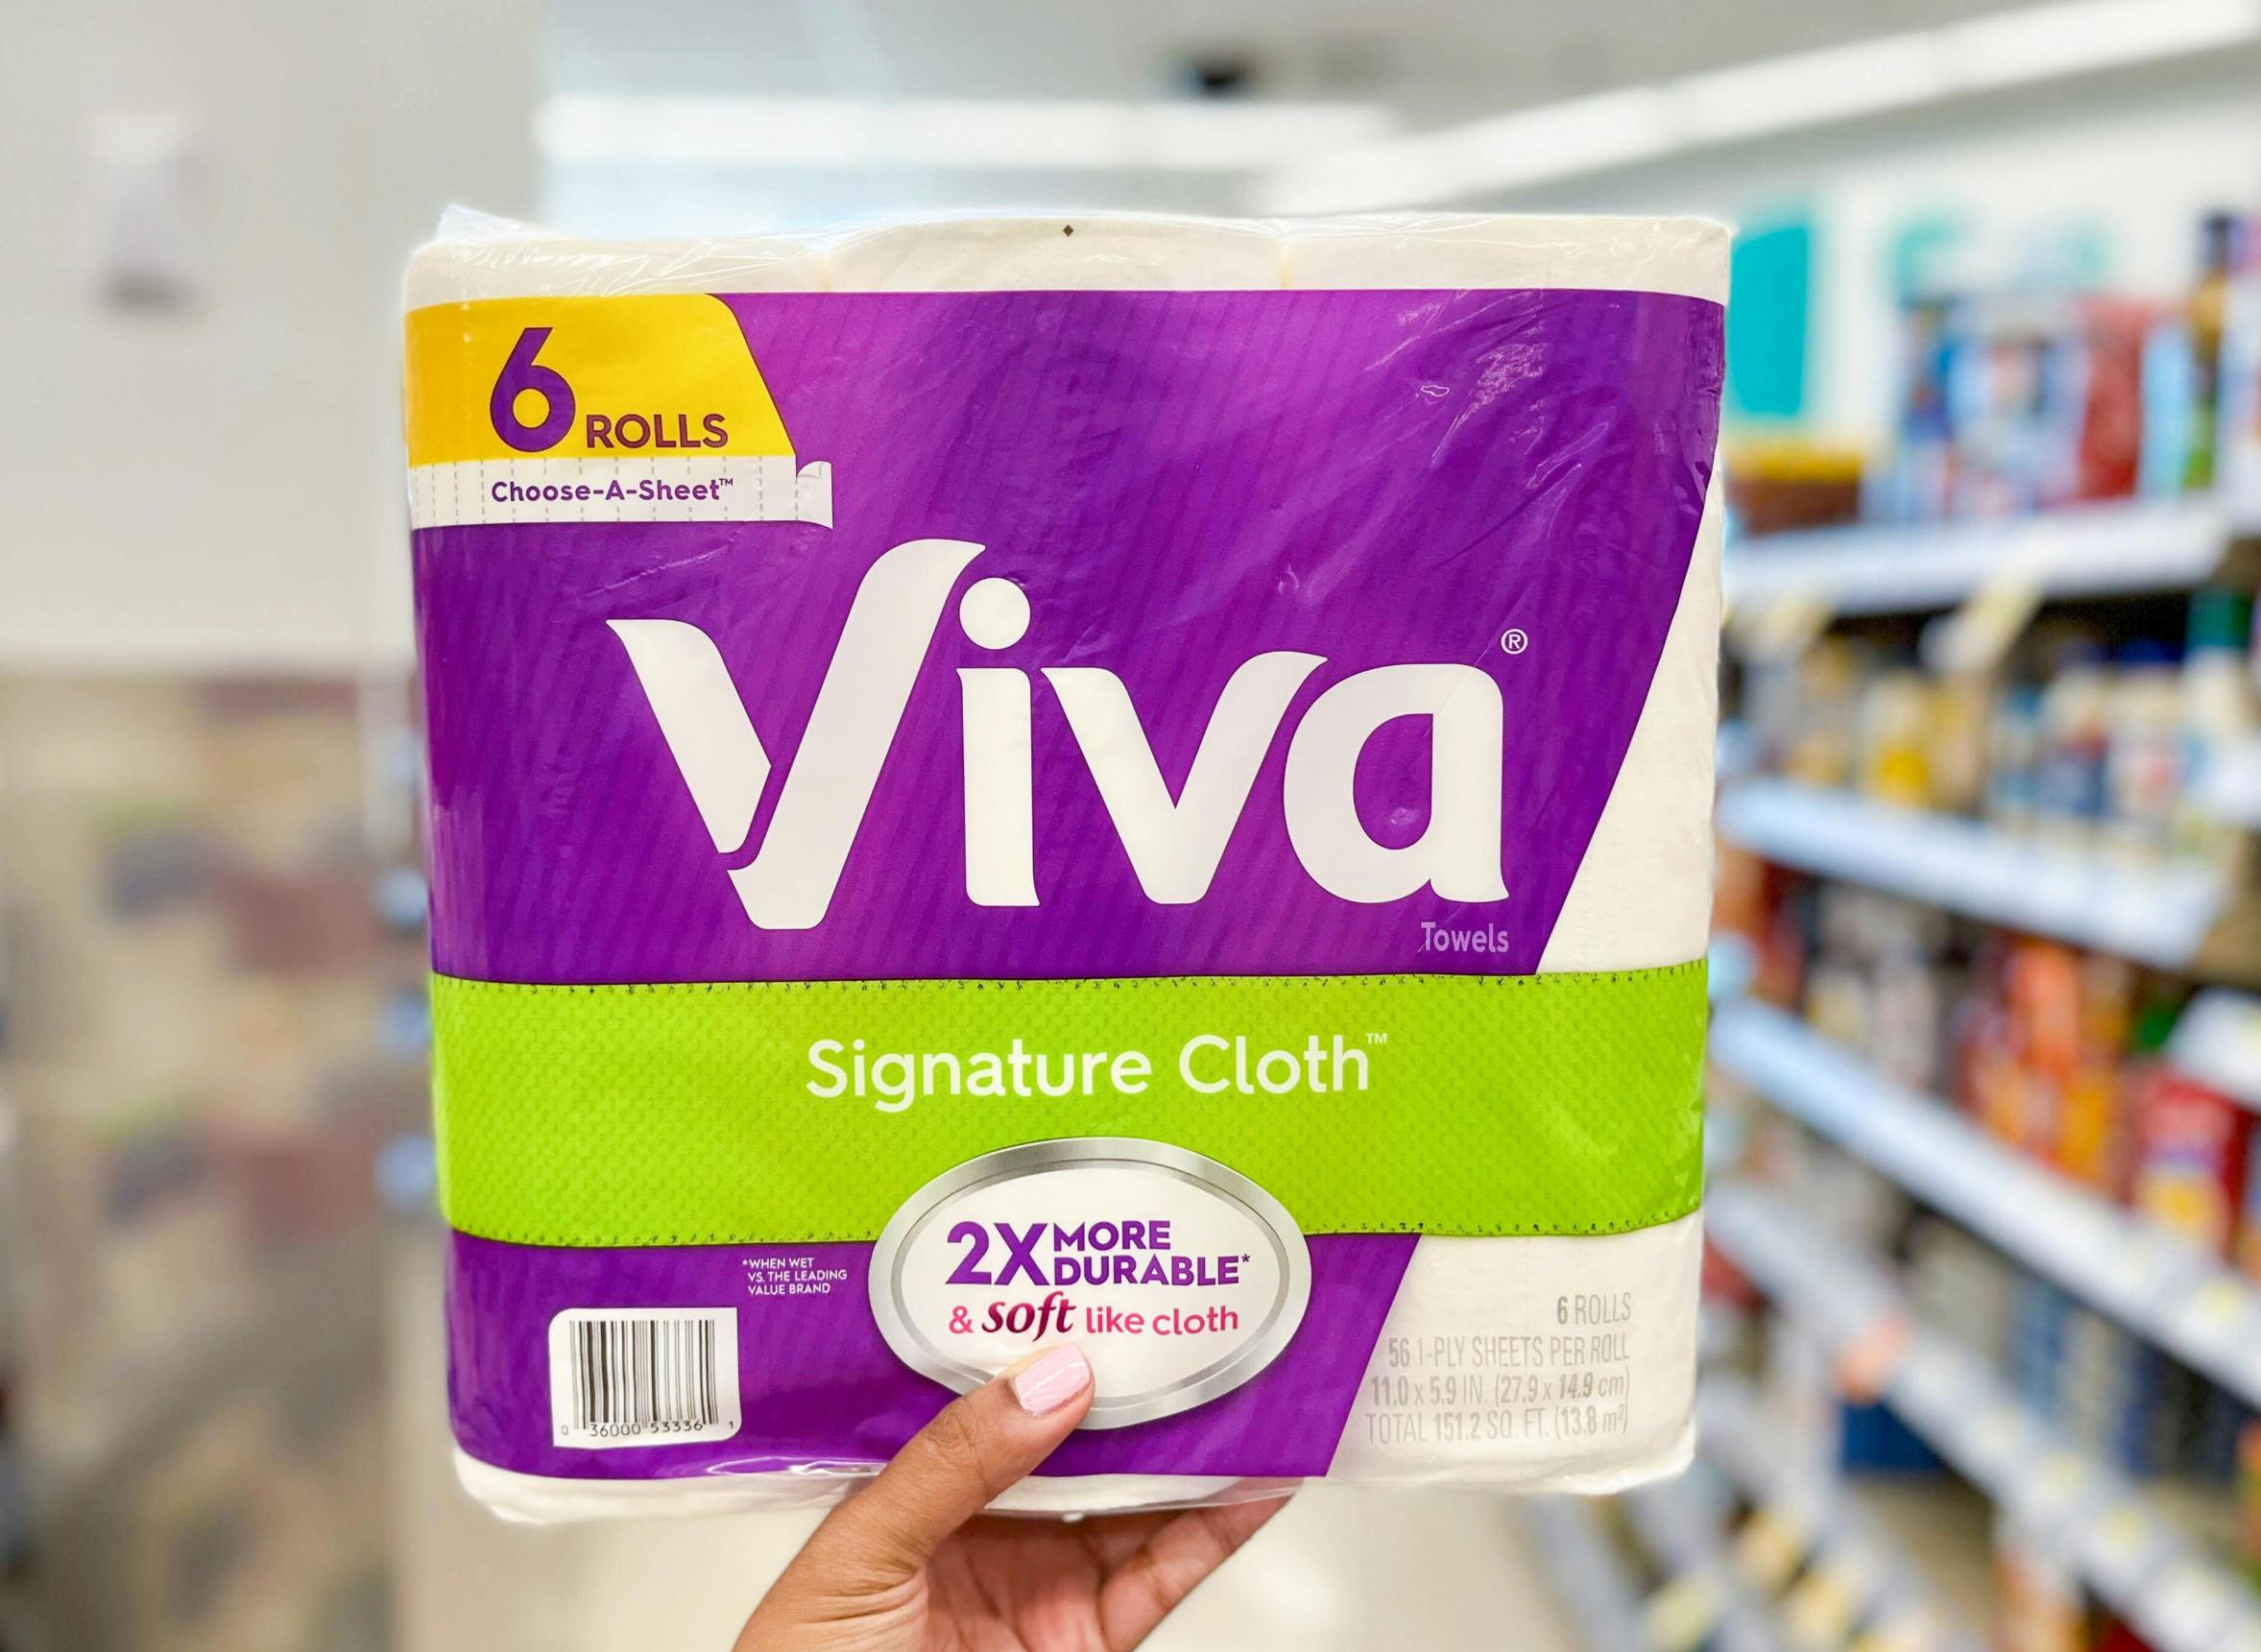 6 ROLLS
Choose-A-Sheet™
Viva®
Towels
Signature Cloth™
2X MORE
DURABLE*
& soft like cloth
*WHEN WET
VS. THE LEADING
VALUE BRAND
0 36000 53336 1
6 ROLLS
56 1-PLY SHEETS PER ROLL
11.0 x 5.9 IN. (27.9 x 14.9 cm)
TOTAL 151.2 SQ. FT. (13.8 m²)